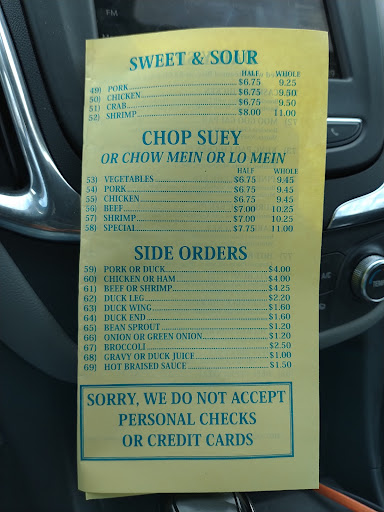 FM
SWEET & SOUR
HALF WHOLE
49) PORK $6.75 9.25
50) CHICKEN $6.75 9.50
51) CRAB $6.75 9.50
52) SHRIMP $8.00 11.00
CHOP SUEY
OR CHOW MEIN OR LO MEIN
HALF WHOLE
53) VEGETABLES $6.75 9.45
54) PORK $6.75 9.45
55) CHICKEN $6.75 9.45
56) BEEF $7.00 10.25
57) SHRIMP $7.00 10.25
58) SPECIAL $7.75 11.00
SIDE ORDERS
59) PORK OR DUCK $4.00
60) CHICKEN OR HAM $4.00
61) BEEF OR SHRIMP $4.25
62) DUCK LEG $2.20
63) DUCK WING $1.60
64) DUCK END $1.60
65) BEAN SPROUT $1.20
66) ONION OR GREEN ONION $1.20
67) BROCCOLI $2.50
68) GRAVY OR DUCK JUICE $1.00
69) HOT BRAISED SAUCE $1.50
SORRY, WE DO NOT ACCEPT
PERSONAL CHECKS
OR CREDIT CARDS
A/C